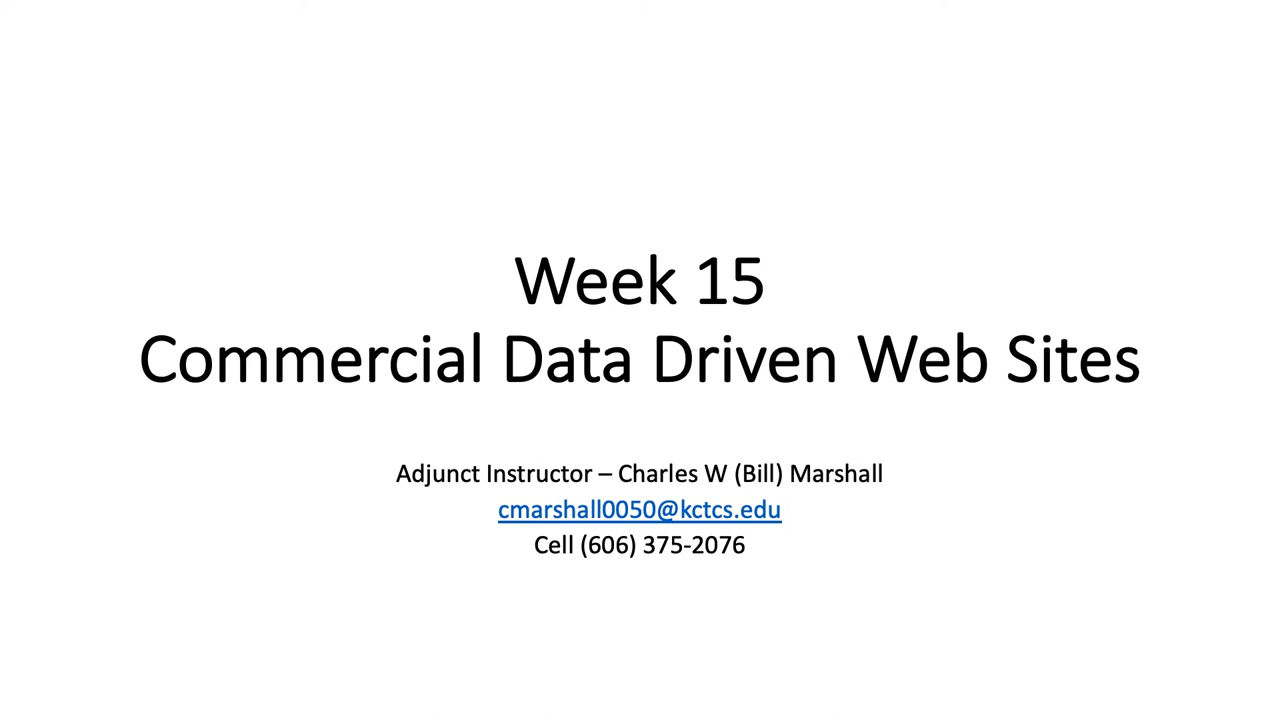 Week 15
Commercial Data Driven Web Sites
Adjunct Instructor – Charles W (Bill) Marshall
cmarshall0050@kctcs.edu
Cell (606) 375-2076